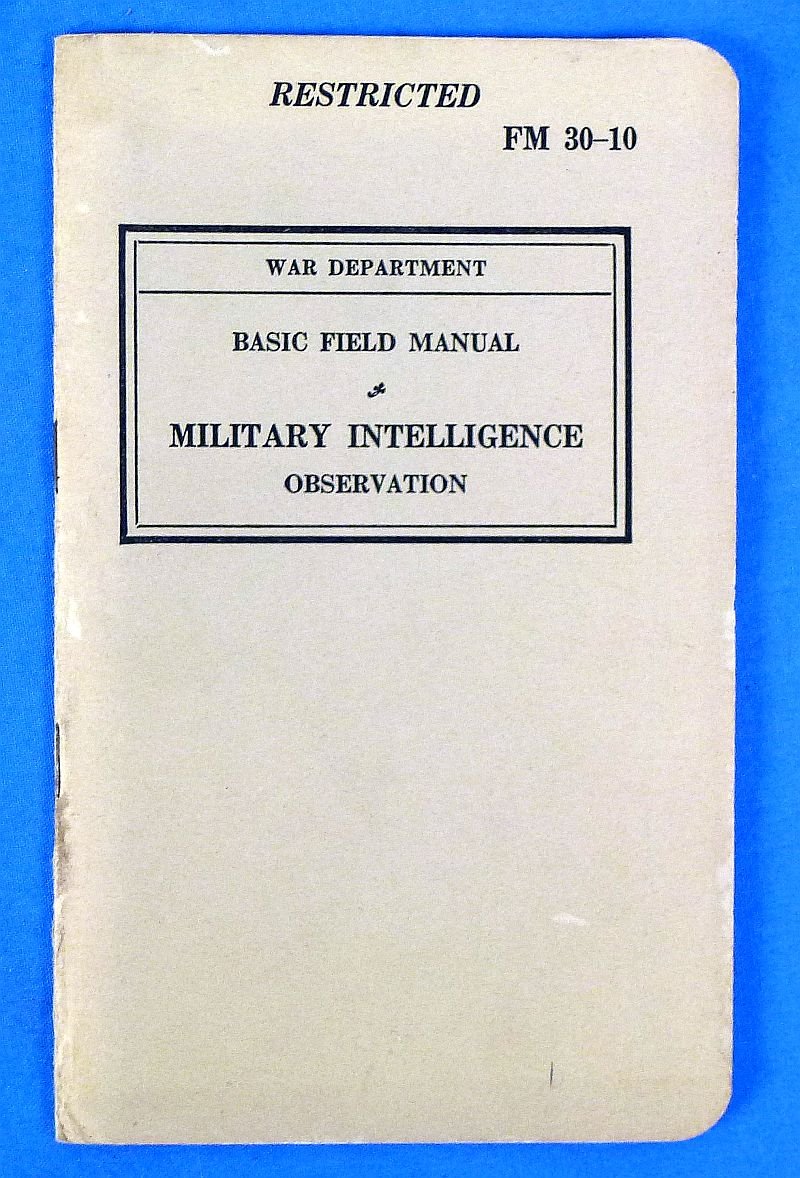 RESTRICTED
FM 30–10
WAR DEPARTMENT
BASIC FIELD MANUAL
MILITARY INTELLIGENCE
OBSERVATION